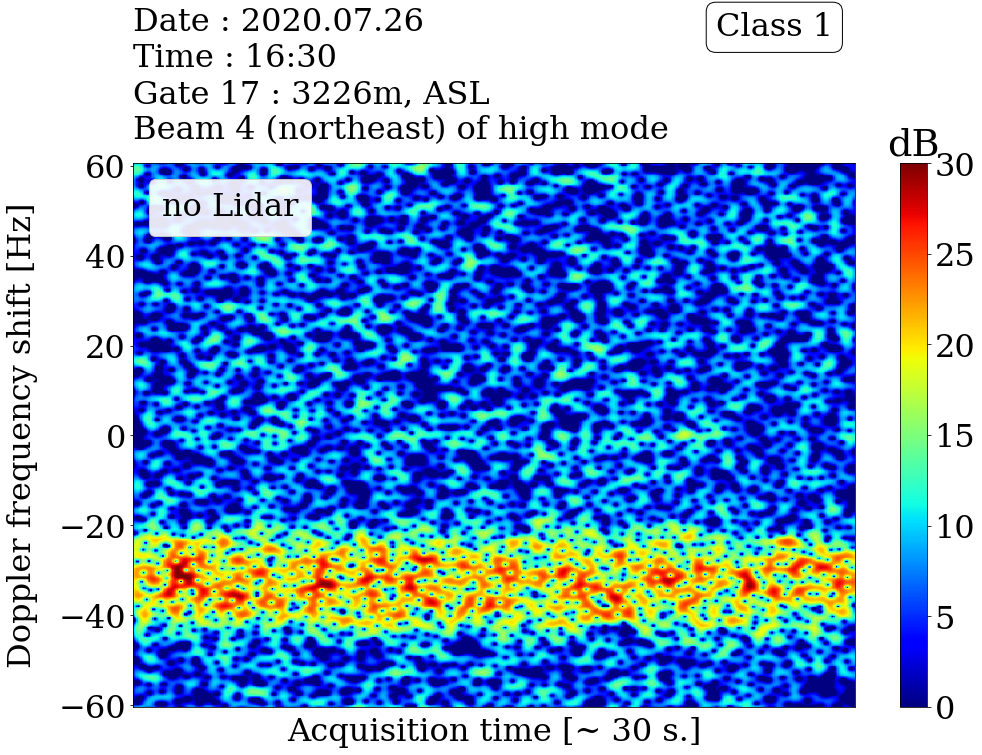 Date : 2020.07.26
Time : 16:30
Gate 17 : 3226m, ASL
Beam 4 (northeast) of high mode
Class 1
dB
no Lidar
Doppler frequency shift [Hz]
60
40
20
0
−20
−40
−60
Acquisition time [~ 30 s.]
30
25
20
15
10
5
0